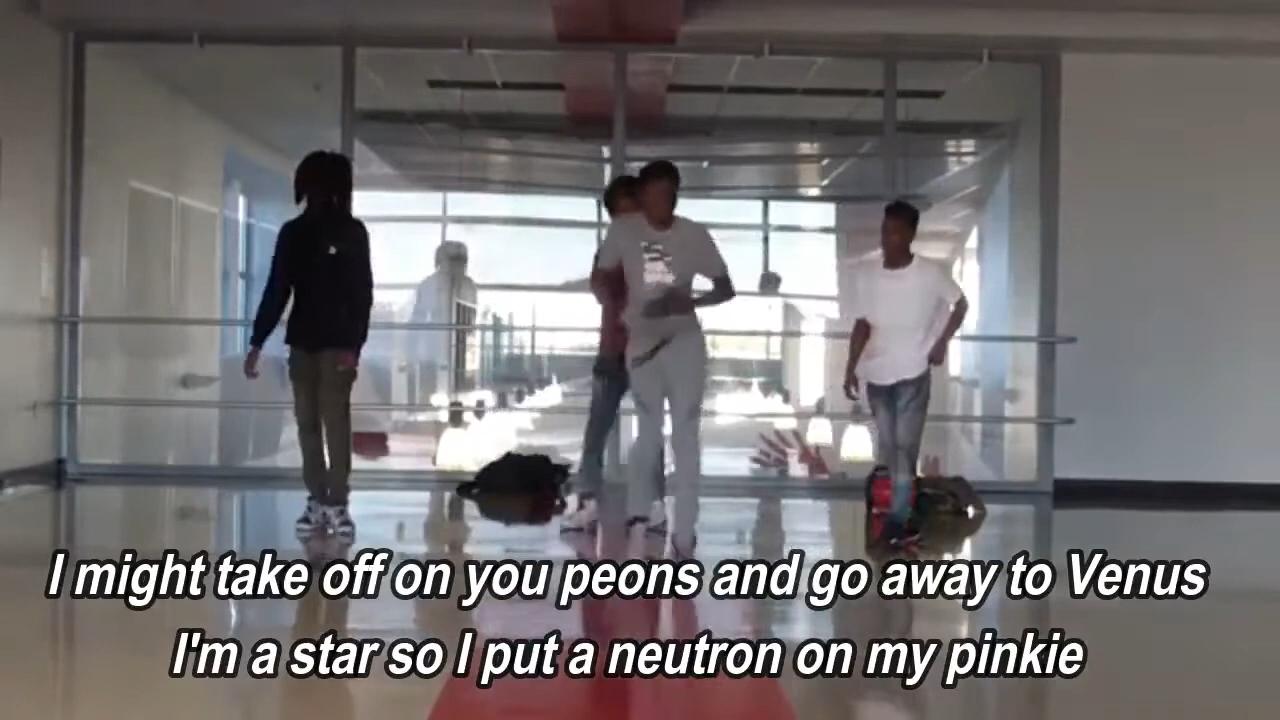 I might take off on you peons and go away to Venus
I'm a star so I put a neutron on my pinkie